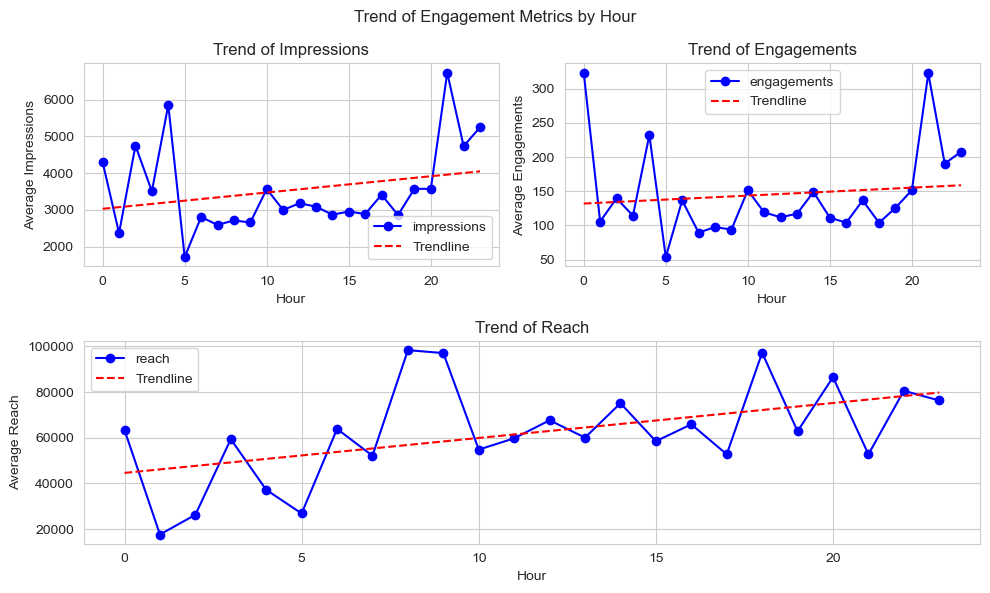 Trend of Engagement Metrics by Hour
Trend of Impressions
Average Impressions
6000
5000
4000
3000
2000
impressions
Trendline
0 5 10 15 20
Hour
Trend of Engagements
Average Engagements
300
250
200
150
100
50
engagements
Trendline
0 5 10 15 20
Hour
Trend of Reach
Average Reach
100000
80000
60000
40000
20000
reach
Trendline
0 5 10 15 20
Hour